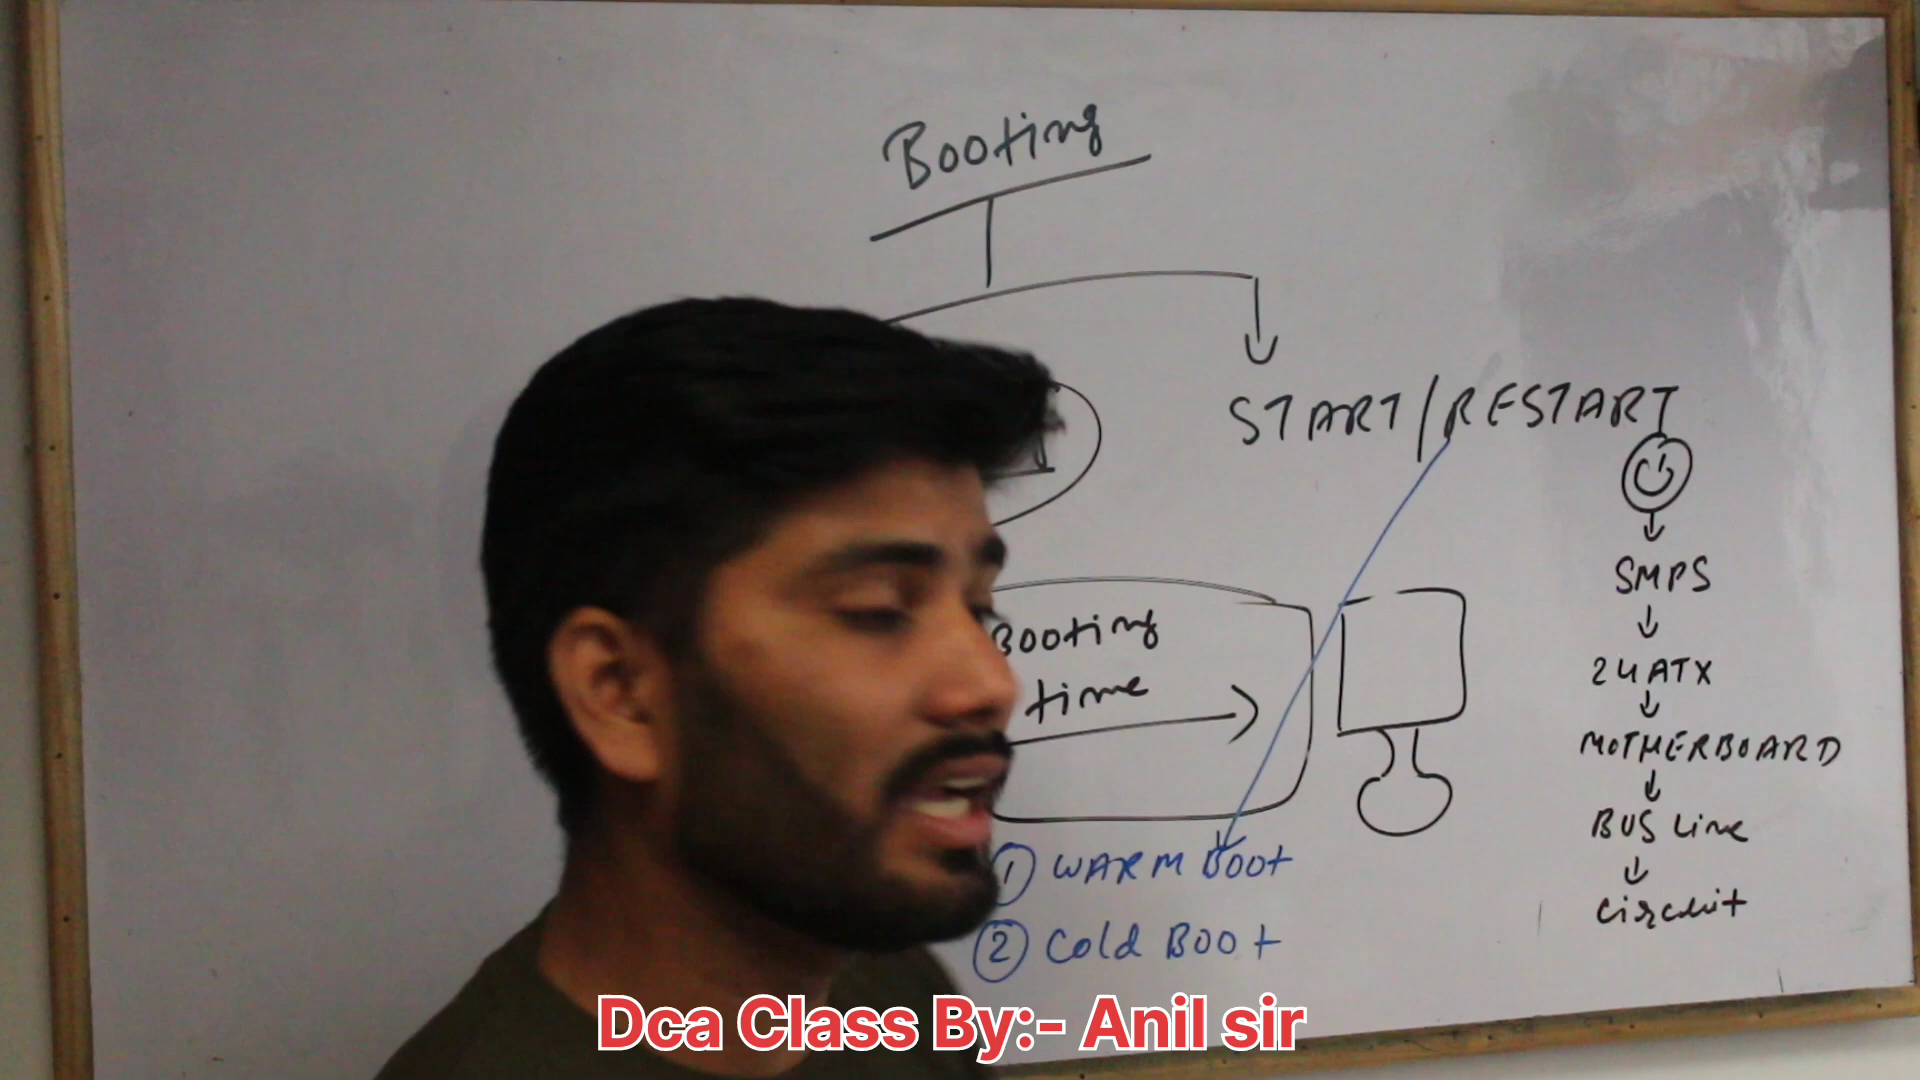 Booting
START/RESTART
SMPS
Booting
time
24ATX
MOTHERBOARD
BUS Line
① WARM Boot
circuit
② Cold Boot
Dca Class By:- Anil sir